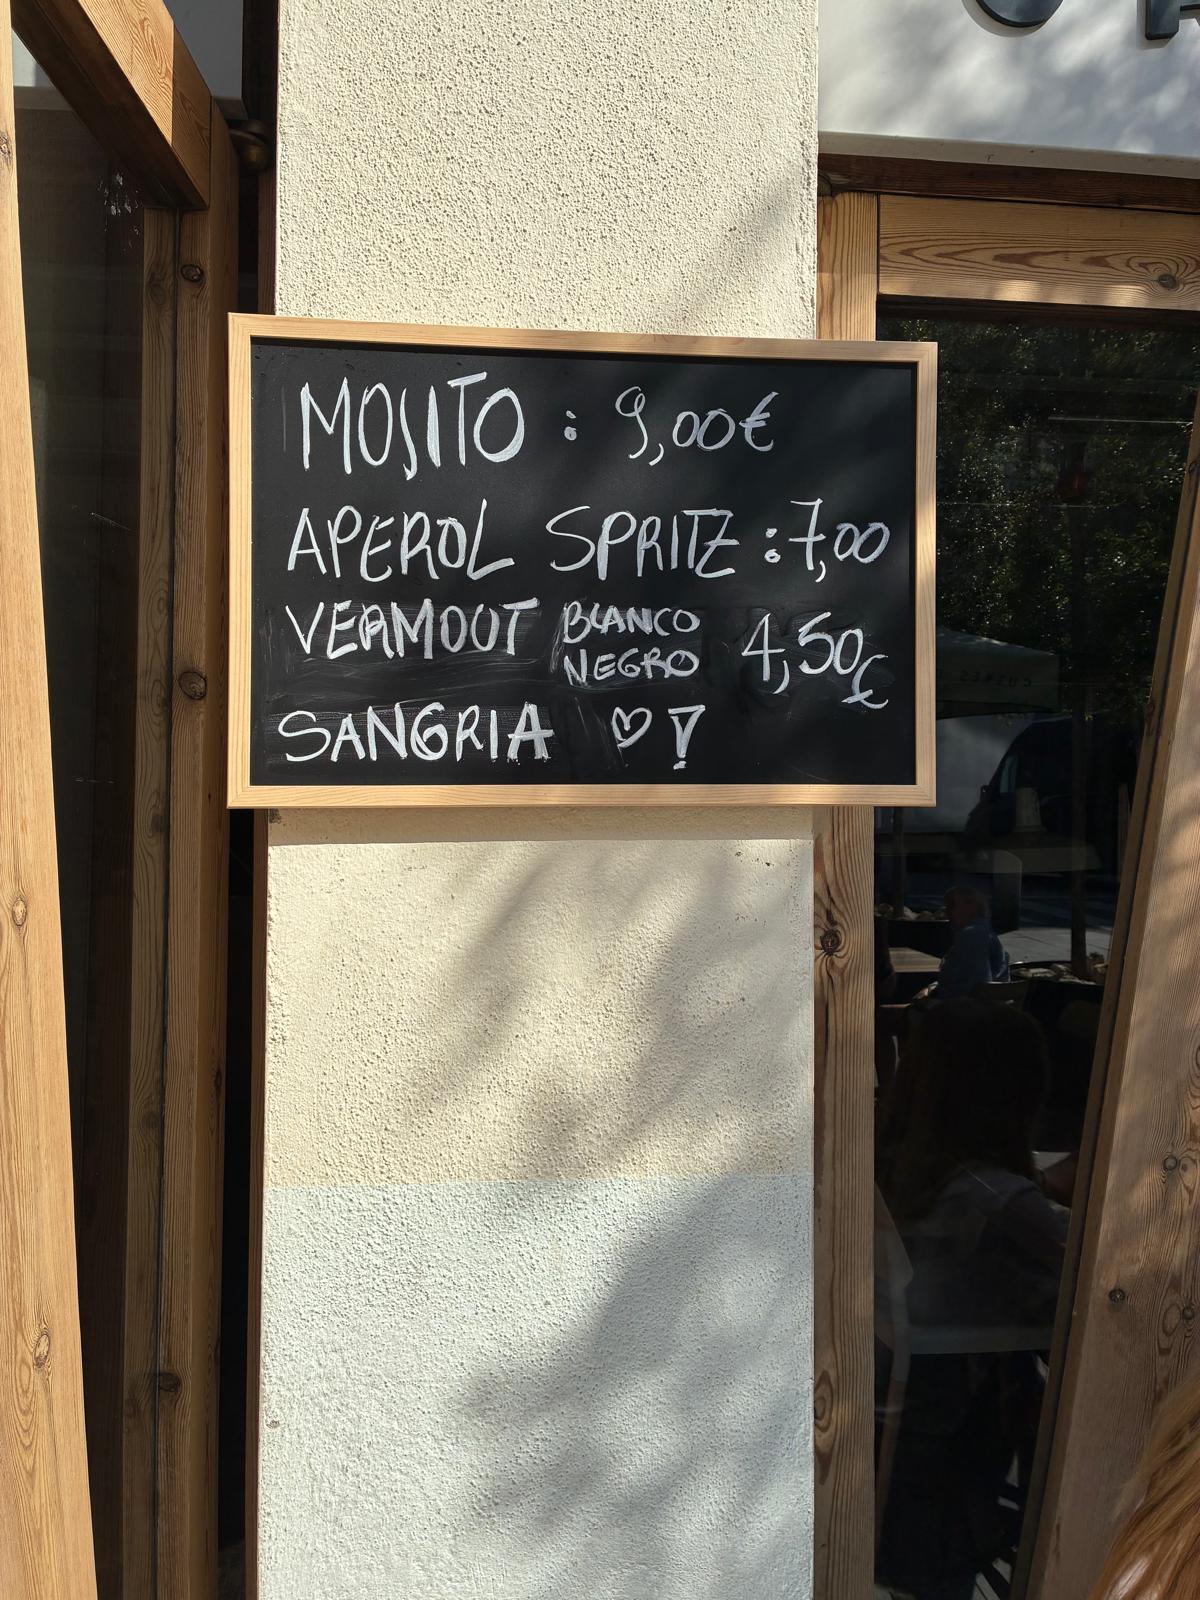 MOJITO : 9,00€
APEROL SPRITZ : 7,00
VERMOUT BLANCO NEGRO 4,50€
SANGRIA ♡